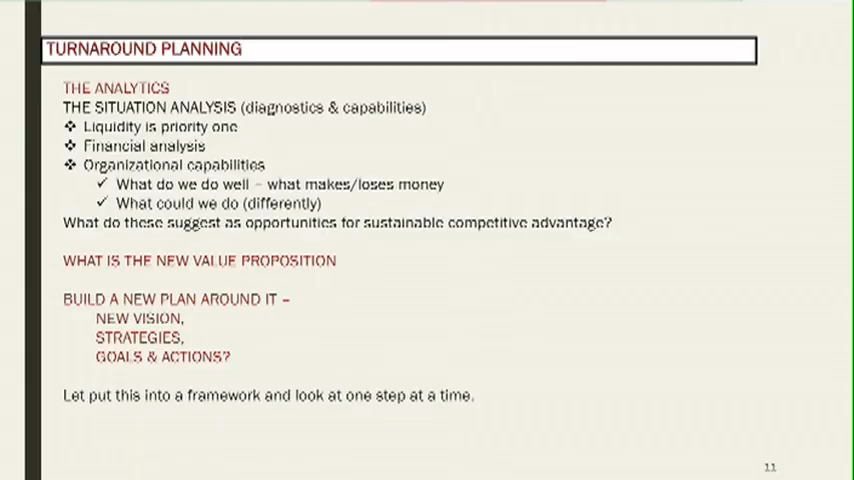 TURNAROUND PLANNING
THE ANALYTICS
THE SITUATION ANALYSIS (diagnostics & capabilities)
❖ Liquidity is priority one
❖ Financial analysis
❖ Organizational capabilities
✓ What do we do well – what makes/loses money
✓ What could we do (differently)
What do these suggest as opportunities for sustainable competitive advantage?
WHAT IS THE NEW VALUE PROPOSITION
BUILD A NEW PLAN AROUND IT –
NEW VISION,
STRATEGIES,
GOALS & ACTIONS?
Let put this into a framework and look at one step at a time.
11